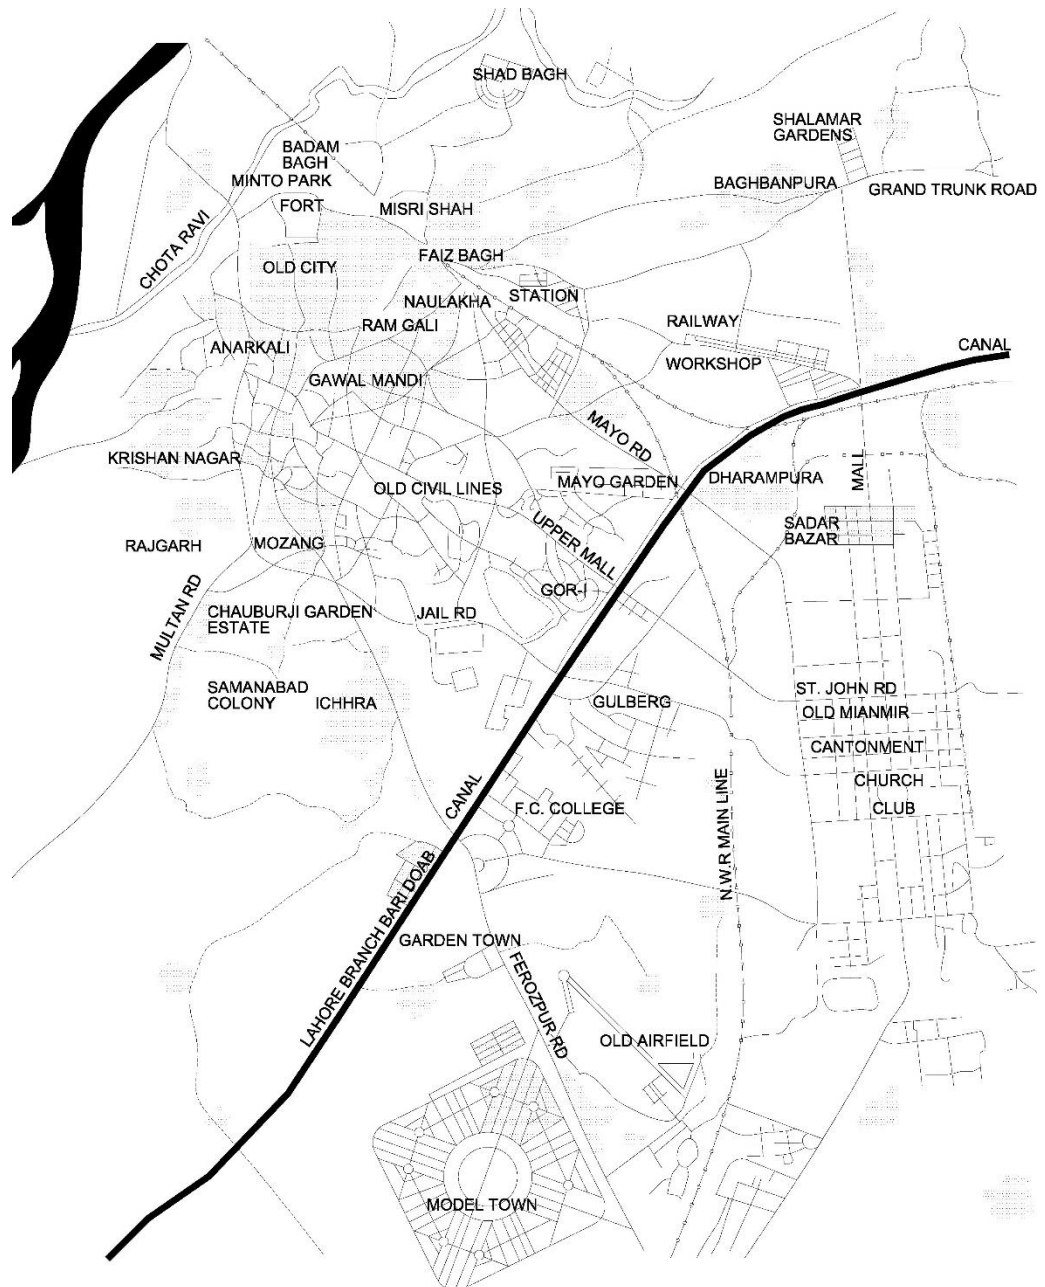 SHAD BAGH
SHALAMAR
GARDENS
BADAM
BAGH
MINTO PARK
BAGHBANPURA
GRAND TRUNK ROAD
FORT
MISRI SHAH
CHOTA RAVI
FAIZ BAGH
OLD CITY
NAULAKHA
STATION
RAM GALI
RAILWAY
ANARKALI
CANAL
WORKSHOP
GAWAL MANDI
MAYO RD
KRISHAN NAGAR
MALL
DHARAMPURA
MAYO GARDEN
OLD CIVIL LINES
UPPER MALL
SADAR
BAZAR
RAJGARH
MOZANG
GOR-I
MULTAN RD
CHAUBURJI GARDEN
ESTATE
JAIL RD
SAMANABAD
COLONY
ICHHRA
GULBERG
ST. JOHN RD
OLD MIANMIR
CANTONMENT
CHURCH
CLUB
F.C. COLLEGE
N.W.R MAIN LINE
LAHORE BRANCH BARI DOAB CANAL
GARDEN TOWN
FEROZPUR RD
OLD AIRFIELD
MODEL TOWN